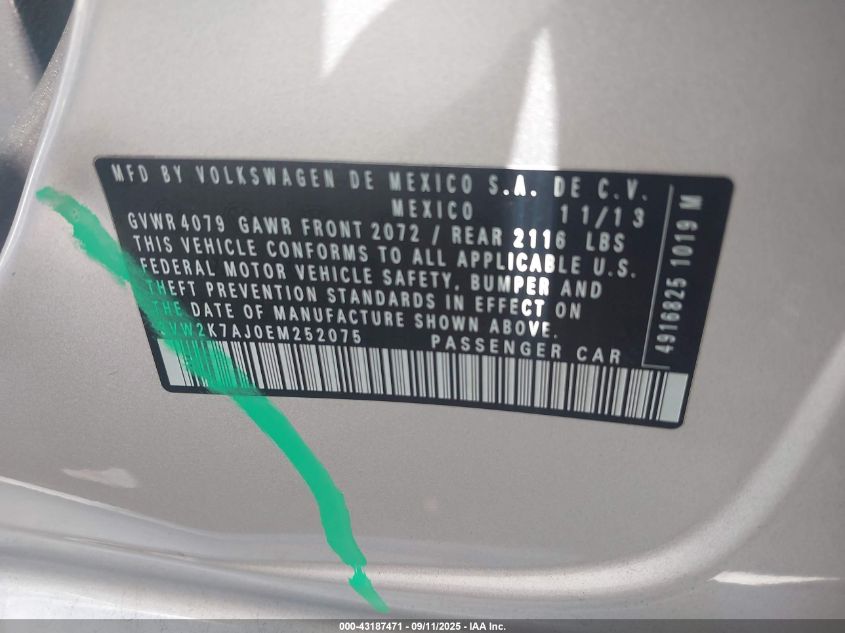 MFD BY VOLKSWAGEN DE MEXICO S.A. DE C.V.
MEXICO 11/13
GVWR 4079 GAWR FRONT 2072 / REAR 2116 LBS
THIS VEHICLE CONFORMS TO ALL APPLICABLE U.S.
FEDERAL MOTOR VEHICLE SAFETY, BUMPER AND
THEFT PREVENTION STANDARDS IN EFFECT ON
THE DATE OF MANUFACTURE SHOWN ABOVE.
3VW2K7AJ0EM252075 PASSENGER CAR
4916825 1019 M
000-43187471 - 09/11/2025 - IAA Inc.